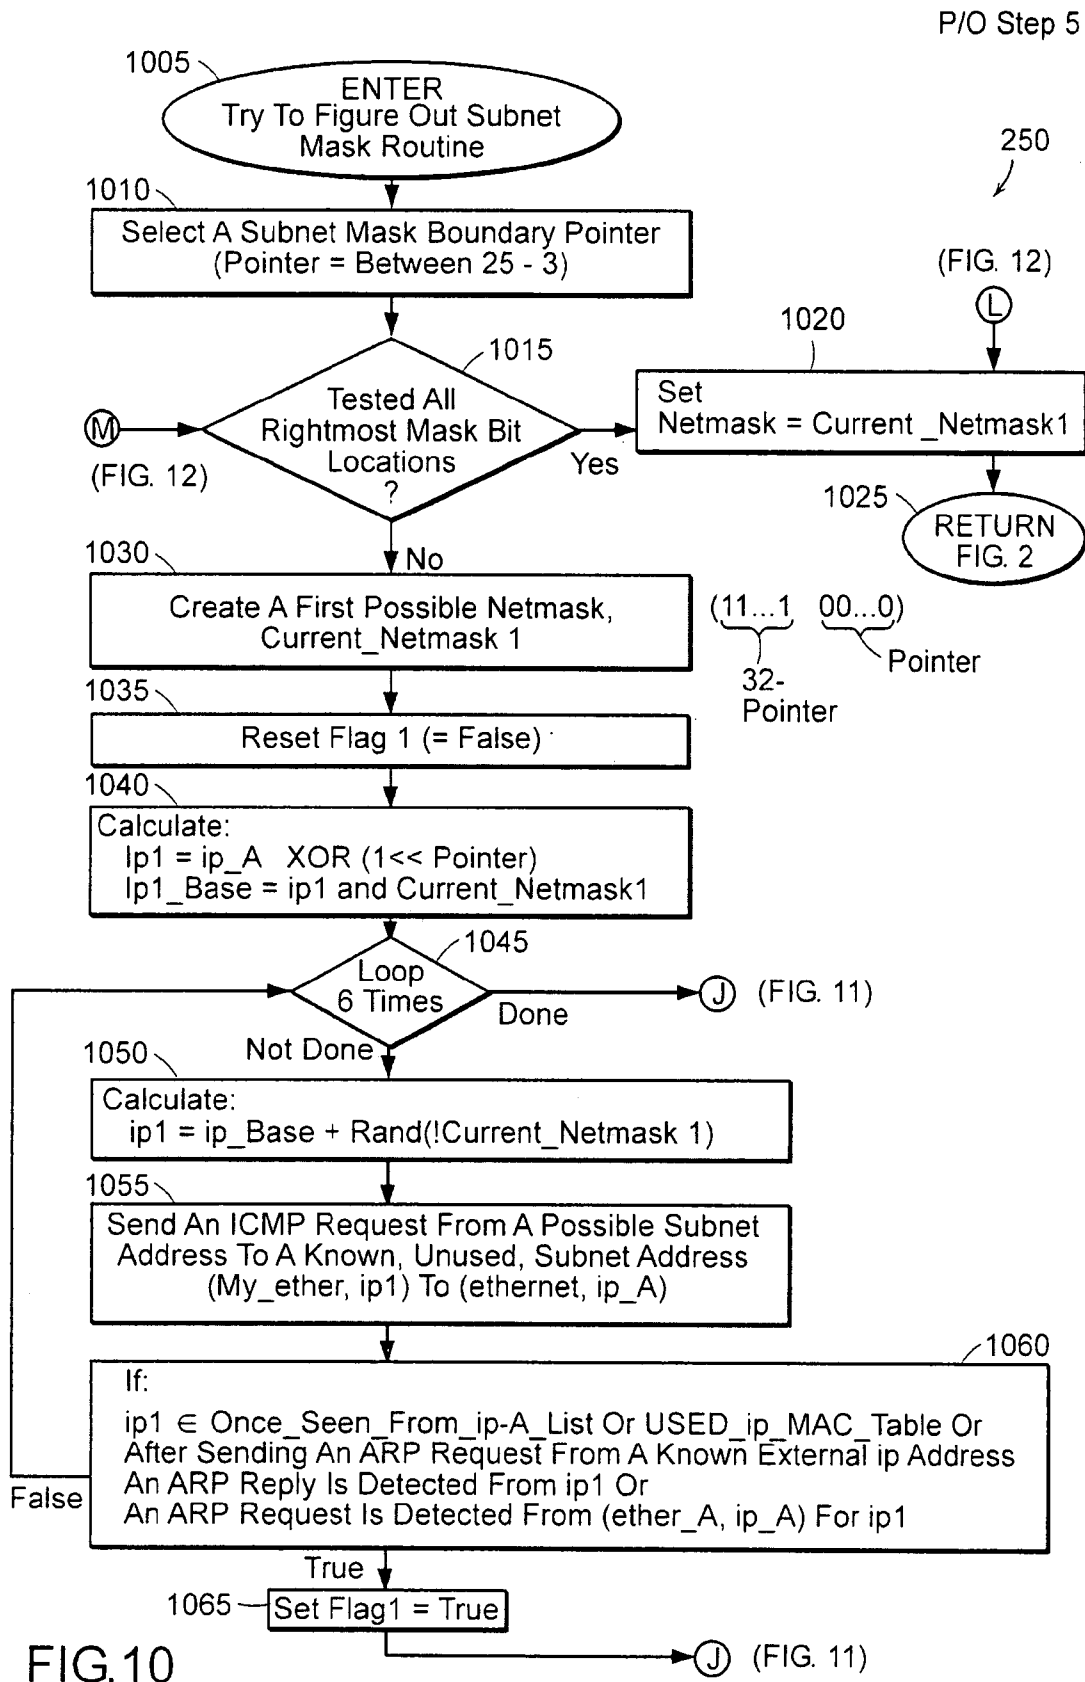 P/O Step 5
1005
ENTER
Try To Figure Out Subnet
Mask Routine
250
1010
Select A Subnet Mask Boundary Pointer
(Pointer = Between 25 - 3)
(FIG. 12)
L
1015
Tested All
Rightmost Mask Bit
Locations
?
M
(FIG. 12)
Yes
1020
Set
Netmask = Current _Netmask1
1025
RETURN
FIG. 2
No
1030
Create A First Possible Netmask,
Current_Netmask 1
(11...1 00...0)
Pointer
32-
Pointer
1035
Reset Flag 1 (= False)
1040
Calculate:
Ip1 = ip_A XOR (1<< Pointer)
Ip1_Base = ip1 and Current_Netmask1
1045
Loop
6 Times
Done
J (FIG. 11)
Not Done
1050
Calculate:
ip1 = ip_Base + Rand(!Current_Netmask 1)
1055
Send An ICMP Request From A Possible Subnet
Address To A Known, Unused, Subnet Address
(My_ether, ip1) To (ethernet, ip_A)
1060
If:
ip1 ∈ Once_Seen_From_ip-A_List Or USED_ip_MAC_Table Or
After Sending An ARP Request From A Known External ip Address
An ARP Reply Is Detected From ip1 Or
An ARP Request Is Detected From (ether_A, ip_A) For ip1
False
True
1065
Set Flag1 = True
J (FIG. 11)
FIG.10